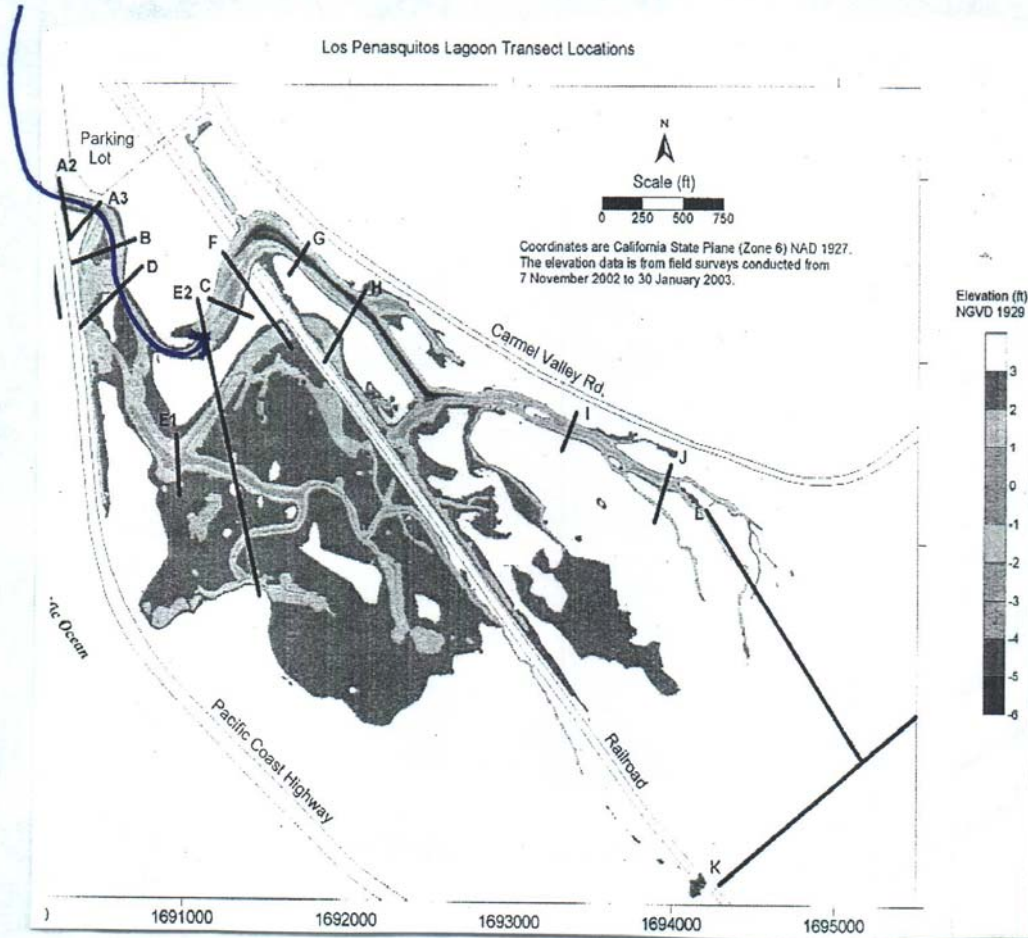 Los Penasquitos Lagoon Transect Locations
Parking
Lot
N
Scale (ft)
0 250 500 750
Coordinates are California State Plane (Zone 6) NAD 1927.
The elevation data is from field surveys conducted from
7 November 2002 to 30 January 2003.
A2
A3
B
D
F
G
E2
C
H
Carmel Valley Rd.
Elevation (ft)
NGVD 1929
3
2
1
0
-1
-2
-3
-4
-5
-6
E1
I
J
Ocean
Pacific Coast Highway
Railroad
K
1691000 1692000 1693000 1694000 1695000